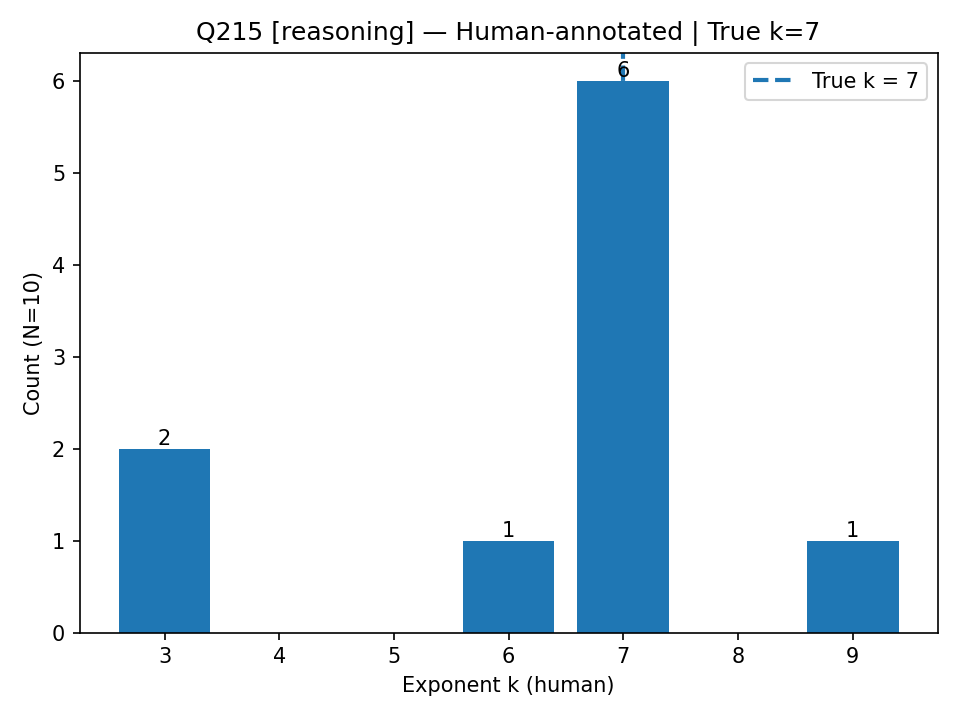 Q215 [reasoning] — Human-annotated | True k=7
True k = 7
Count (N=10)
6
5
4
3
2
1
0
6
2
1
1
3 4 5 6 7 8 9
Exponent k (human)